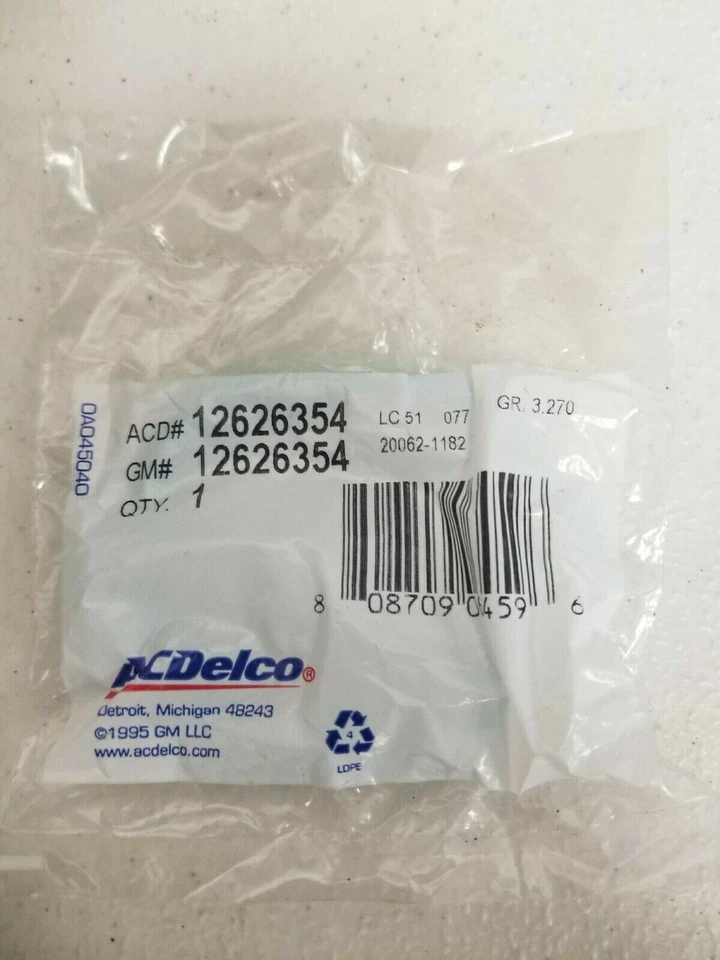 0A045040
ACD# 12626354
GM# 12626354
QTY. 1
LC 51 077
20062-1182
GR. 3.270
8 08709 0459 6
ACDelco®
Detroit, Michigan 48243
©1995 GM LLC
www.acdelco.com
4
LDPE